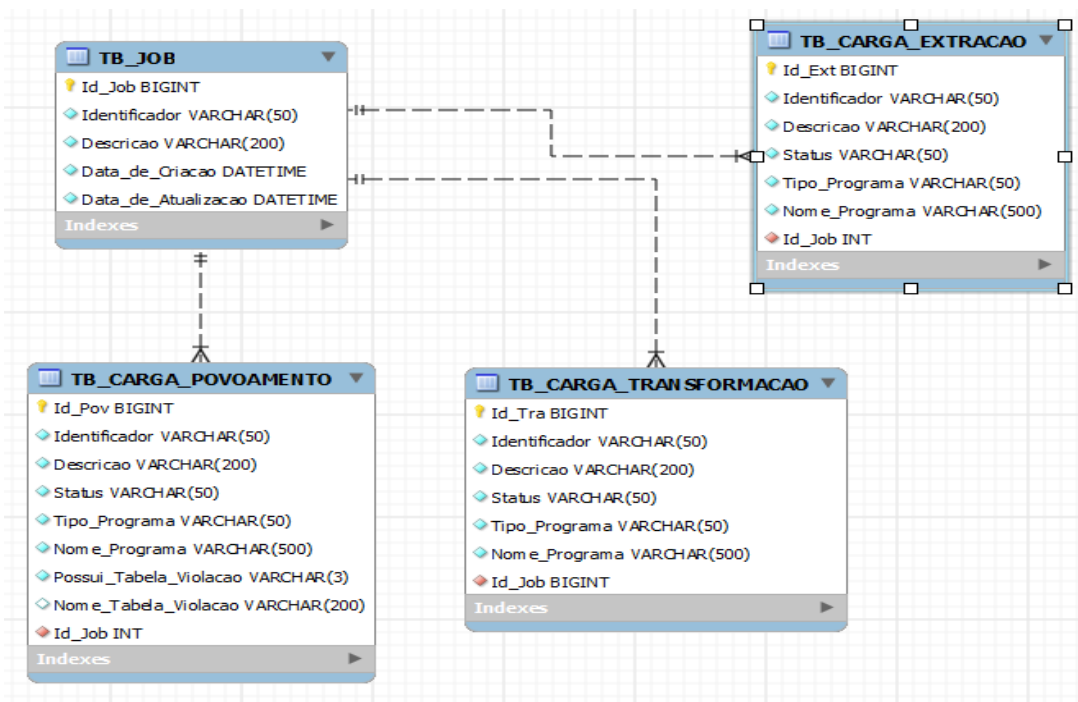 TB_JOB
Id_Job BIGINT
Identificador VARCHAR(50)
Descricao VARCHAR(200)
Data_de_Criacao DATETIME
Data_de_Atualizacao DATETIME
Indexes
TB_CARGA_EXTRACAO
Id_Ext BIGINT
Identificador VARCHAR(50)
Descricao VARCHAR(200)
Status VARCHAR(50)
Tipo_Programa VARCHAR(50)
Nome_Programa VARCHAR(500)
Id_Job INT
Indexes
TB_CARGA_POVOAMENTO
Id_Pov BIGINT
Identificador VARCHAR(50)
Descricao VARCHAR(200)
Status VARCHAR(50)
Tipo_Programa VARCHAR(50)
Nome_Programa VARCHAR(500)
Possui_Tabela_Violacao VARCHAR(3)
Nome_Tabela_Violacao VARCHAR(200)
Id_Job INT
Indexes
TB_CARGA_TRANSFORMACAO
Id_Tra BIGINT
Identificador VARCHAR(50)
Descricao VARCHAR(200)
Status VARCHAR(50)
Tipo_Programa VARCHAR(50)
Nome_Programa VARCHAR(500)
Id_Job BIGINT
Indexes